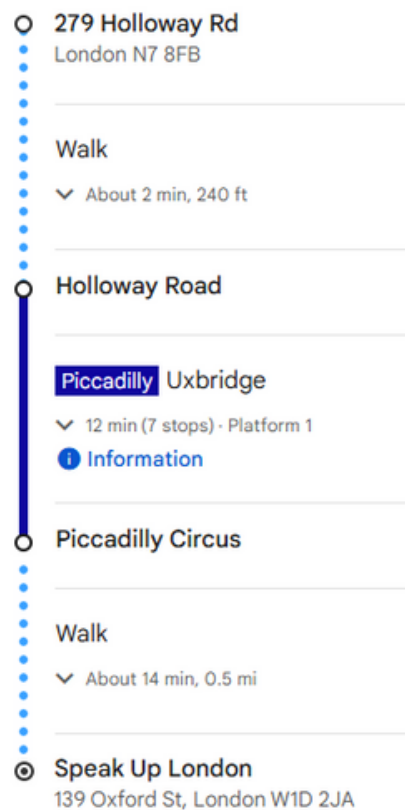 279 Holloway Rd
London N7 8FB
Walk
About 2 min, 240 ft
Holloway Road
Piccadilly Uxbridge
12 min (7 stops) · Platform 1
Information
Piccadilly Circus
Walk
About 14 min, 0.5 mi
Speak Up London
139 Oxford St, London W1D 2JA